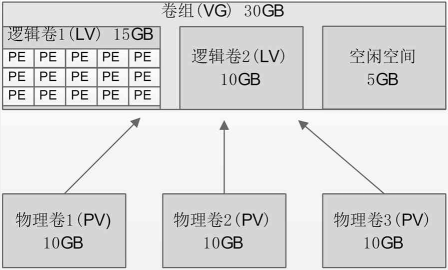 卷组(VG) 30GB
逻辑卷1(LV) 15GB
PE PE PE PE PE
PE PE PE PE PE
PE PE PE PE PE
逻辑卷2(LV)
10GB
空闲空间
5GB
物理卷1(PV)
10GB
物理卷2(PV)
10GB
物理卷3(PV)
10GB